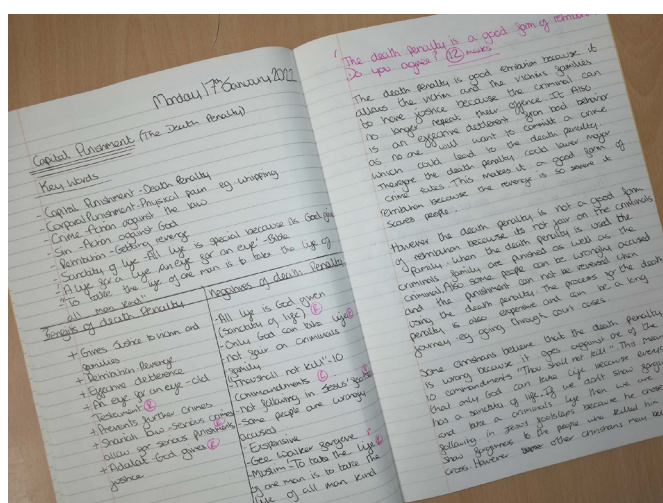 Monday 17th January 2022
Capital Punishment (The Death Penalty)
Key Words
- Capital Punishment - Death Penalty
- Corporal Punishment - Physical pain eg. whipping
- Crime - Action against the law
- Sin - Action against God
- Retribution - Getting revenge
- Sanctity of life - All life is special because its God given
- "A life for a life, an eye for an eye" - Bible
- "To take the life of one man is to take the life of
all man kind"
Benefits of death Penalty
+ Gives Justice to victim and
families
+ Retribution - Revenge
+ Effective deterrence
+ An eye for an eye - Old
Testament (R)
+ Prevents further crimes
+ Shariah law - serious crimes
allow for serious punishments
+ Adalat - God gives
justice
Negatives of death Penalty
- All life is God given
(sanctity of life) (R)
- Only God can take life (R)
- not fair on criminals
family
- "Thou shall not kill" - 10
commandments
- not following in Jesus'
- Some people are wrongly
accused
- Expensive
- Gee Walker forgave
- Muslim - "To take the life
of one man is to take the
life of all man kind
'The death penalty is a good form of
Do you agree? (12) marks
The death penalty is good retribution because it
allows the victim and the victims families
to have justice because the criminal can
no longer repeat their offence. It Also
is an effective deterrent from bad behavior
as no one will want to commit a crime
which could lead to the death penalty.
Therefore the death penalty could lower major
crime rates. This makes it a good form of
retribution because the revenge is so severe it
scares people.
However the death penalty is not a good form
of retribution because its not fair on the criminals
family. When the death penalty is used the
criminals family are punished as well as the
criminal. Also some people can be wrongly accused
and the punishment can not be reversed when
using the death penalty. The process for the death
penalty is also expensive and can be a long
journey. eg going through court cases.
Some christians believe that the death penalty
is wrong because it goes against one of the
10 commandments "Thou shall not kill". This means
that only God can take life because everyone
has a sanctity of life. If we don't show forgiveness
and take a criminals life then we are
following in Jesus footsteps because he chose
show forgiveness to the people who killed him
cross. However other christians may be